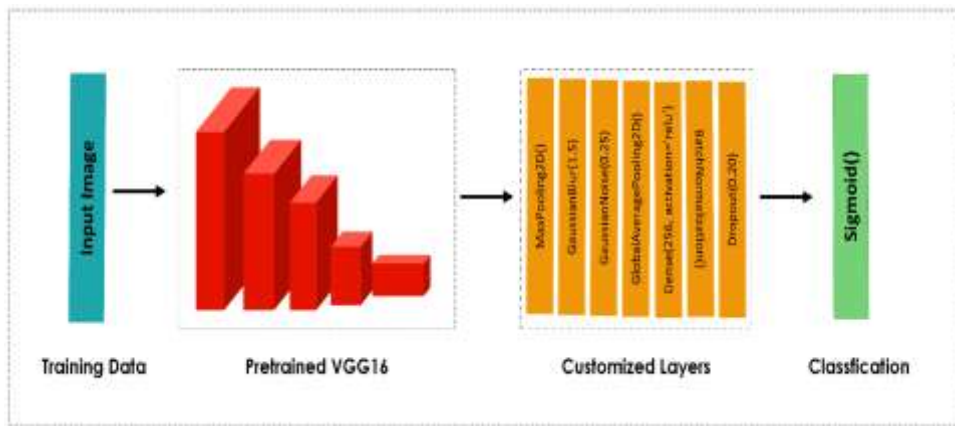 Input Image
MaxPooling2D()
GaussianBlur(1.5)
GaussianNoise(0.25)
GlobalAveragePooling2D()
Dense(256, activation='relu')
BatchNormalization()
Dropout(0.20)
Sigmoid()
Training Data
Pretrained VGG16
Customized Layers
Classfication